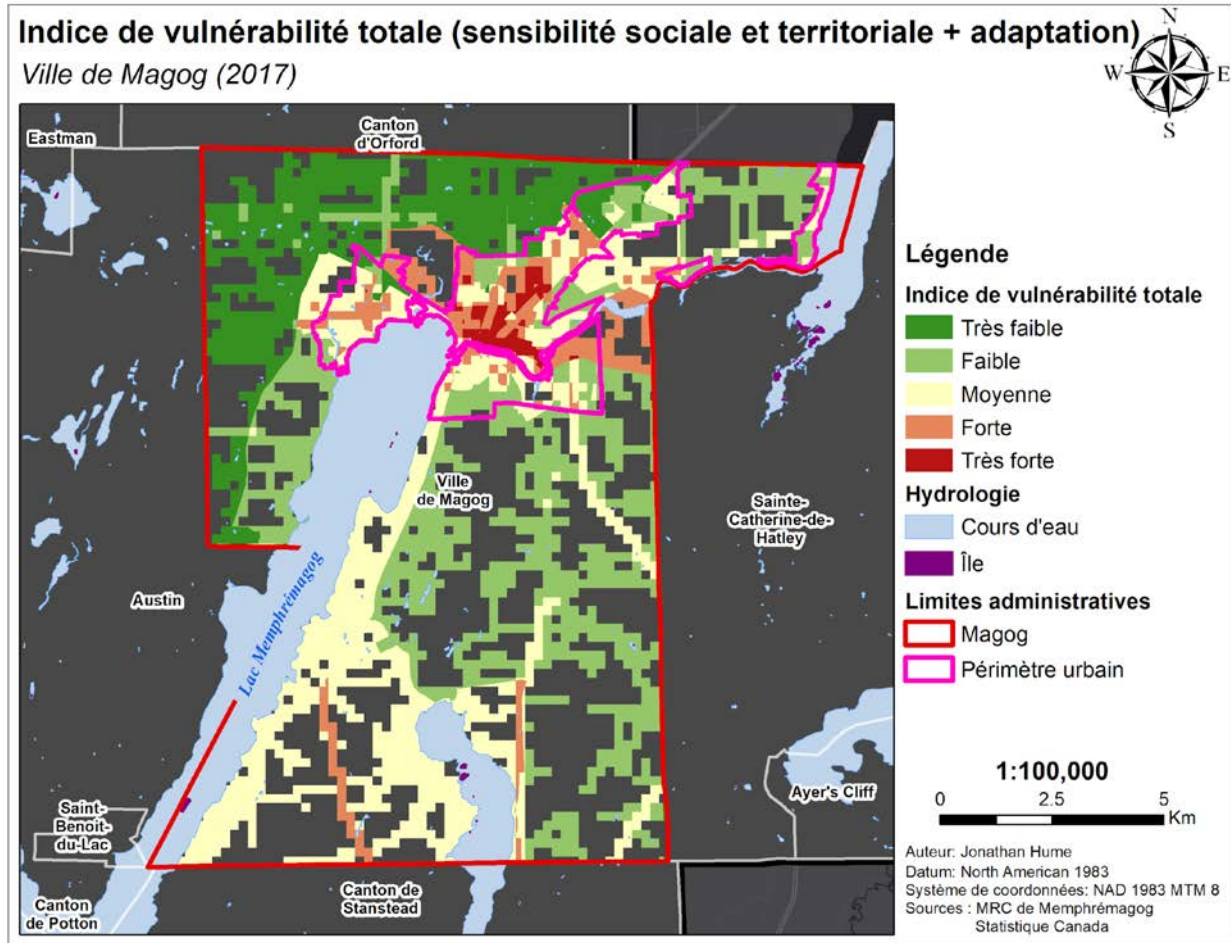 Indice de vulnérabilité totale (sensibilité sociale et territoriale + adaptation)
Ville de Magog (2017)
N
W
E
S
Eastman
Canton
d'Orford
Ville
de Magog
Sainte-
Catherine-de-
Hatley
Austin
Lac Memphrémagog
Saint-
Benoit-
du-Lac
Ayer's Cliff
Canton
de Potton
Canton de
Stanstead
Légende
Indice de vulnérabilité totale
Très faible
Faible
Moyenne
Forte
Très forte
Hydrologie
Cours d'eau
Île
Limites administratives
Magog
Périmètre urbain
1:100,000
0 2.5 5
Km
Auteur: Jonathan Hume
Datum: North American 1983
Système de coordonnées: NAD 1983 MTM 8
Sources : MRC de Memphrémagog
Statistique Canada